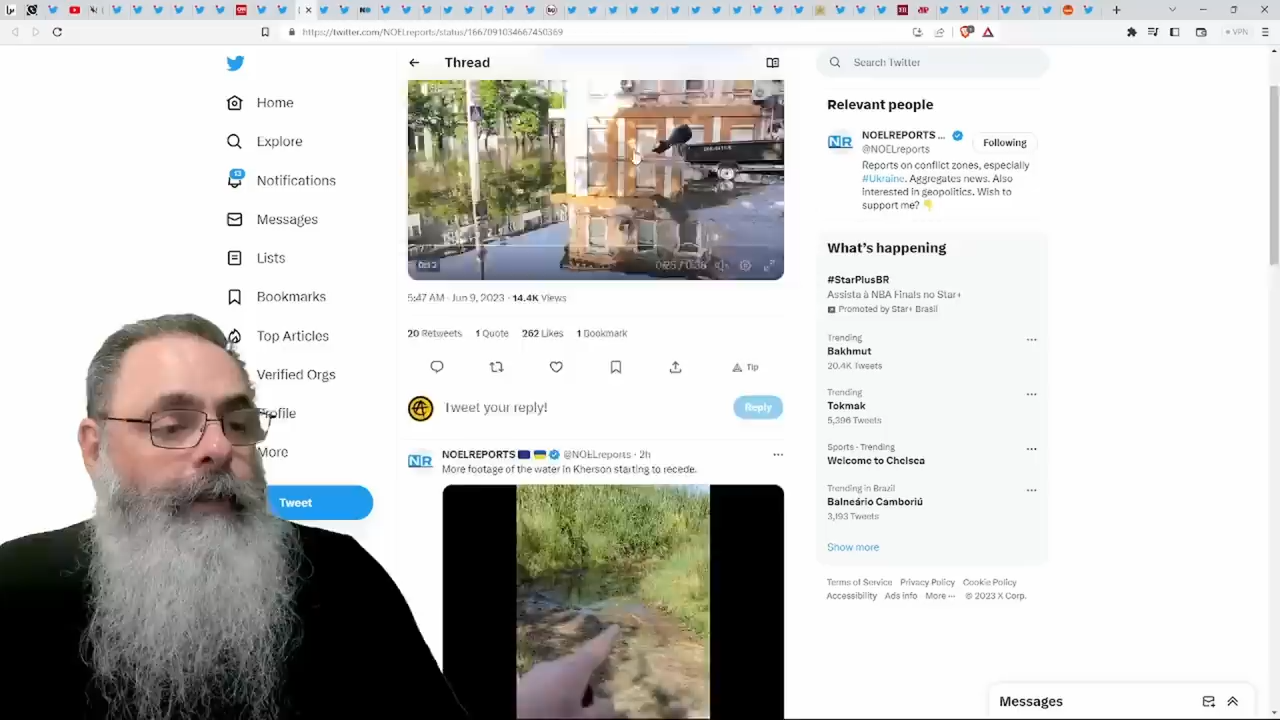 https://twitter.com/NOELreports/status/1667091034667450369
VPN
Home
Explore
13
Notifications
Messages
Lists
Bookmarks
Top Articles
Verified Orgs
Profile
More
Tweet
Thread
5:47 AM · Jun 9, 2023 · 14.4K Views
20 Retweets 1 Quote 262 Likes 1 Bookmark
Tip
Tweet your reply!
Reply
NOELREPORTS @NOELreports · 2h
More footage of the water in Kherson starting to recede.
Search Twitter
Relevant people
NOELREPORTS ...
@NOELreports
Following
Reports on conflict zones, especially
#Ukraine. Aggregates news. Also
interested in geopolitics. Wish to
support me?
What's happening
#StarPlusBR
Assista à NBA Finals no Star+
Promoted by Star+ Brasil
Trending
Bakhmut
20.4K Tweets
Trending
Tokmak
5,396 Tweets
Sports · Trending
Welcome to Chelsea
Trending in Brazil
Balneário Camboriú
3,193 Tweets
Show more
Terms of Service Privacy Policy Cookie Policy
Accessibility Ads info More ··· © 2023 X Corp.
Messages